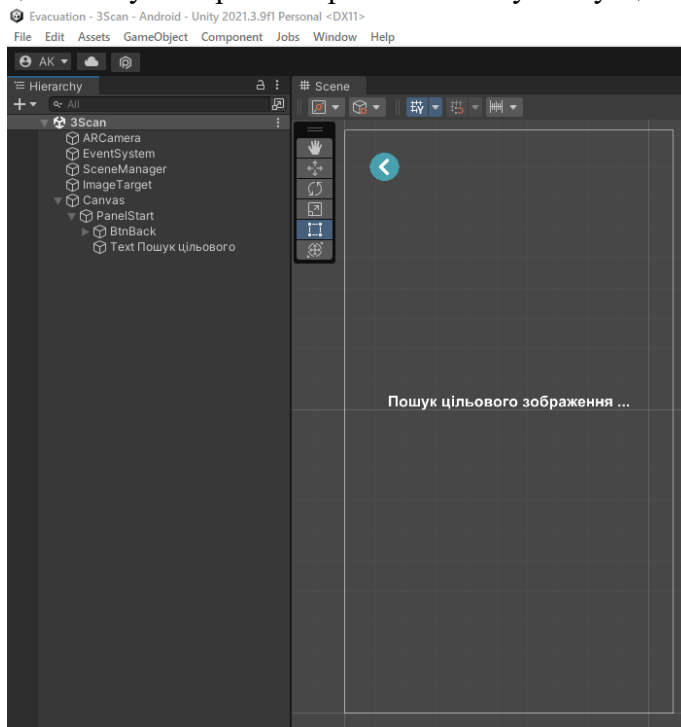 Evacuation - 3Scan - Android - Unity 2021.3.9f1 Personal <DX11>
File Edit Assets GameObject Component Jobs Window Help
AK
Hierarchy
Scene
All
3Scan
ARCamera
EventSystem
SceneManager
ImageTarget
Canvas
PanelStart
BtnBack
Text Пошук цільового
Пошук цільового зображення ...